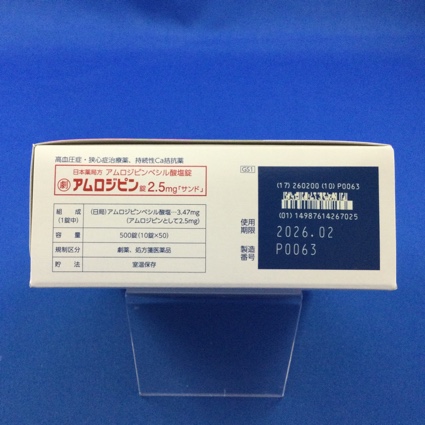 高血圧症・狭心症治療薬、持続性Ca拮抗薬
日本薬局方 アムロジピンベシル酸塩錠
劇 アムロジピン錠2.5mg「サンド」
組成(1錠中) (日局)アムロジピンベシル酸塩…3.47mg
(アムロジピンとして2.5mg)
容量 500錠(10錠×50)
規制区分 劇薬、処方箋医薬品
貯法 室温保存
GS1
(17) 260200 (10) P0063
(01) 14987614267025
使用期限 2026.02
製造番号 P0063